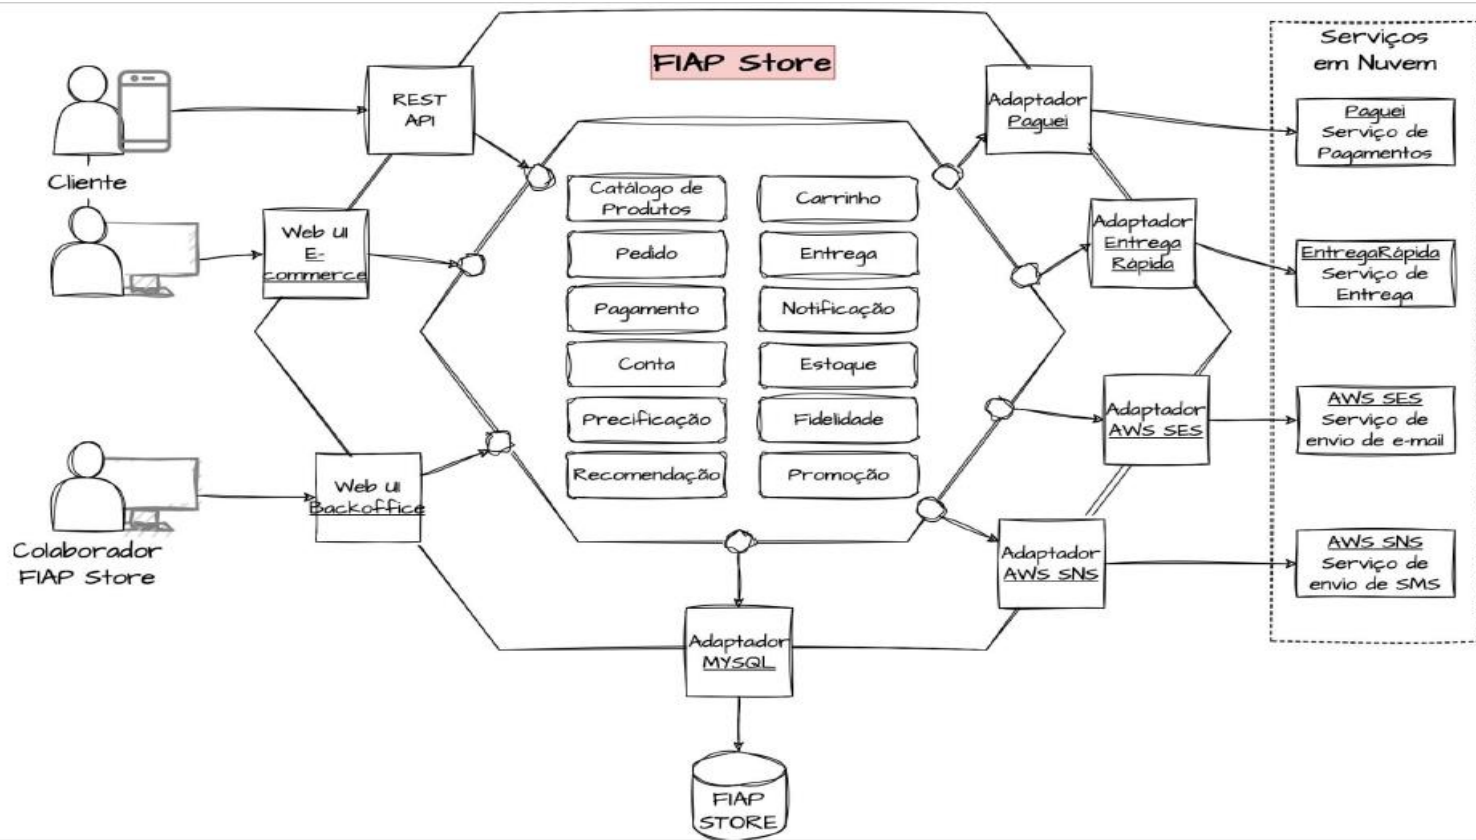 FIAP Store
Serviços
em Nuvem
REST
API
Adaptador
Paguei
Paguei
Serviço de
Pagamentos
Cliente
Web UI
E-
commerce
Catálogo de
Produtos
Carrinho
Pedido
Entrega
Pagamento
Notificação
Conta
Estoque
Precificação
Fidelidade
Recomendação
Promoção
Adaptador
Entrega
Rápida
EntregaRápida
Serviço de
Entrega
Adaptador
AWS SES
AWS SES
Serviço de
envio de e-mail
Web UI
Backoffice
Colaborador
FIAP Store
Adaptador
AWS SNS
AWS SNS
Serviço de
envio de SMS
Adaptador
MYSQL
FIAP
STORE